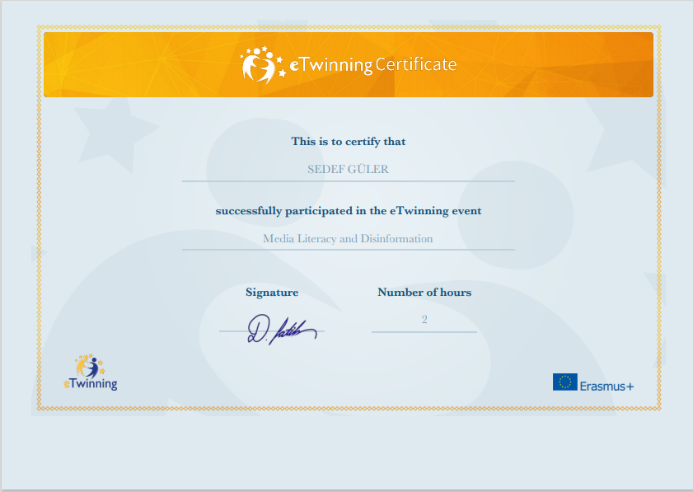 eTwinning Certificate
This is to certify that
SEDEF GÜLER
successfully participated in the eTwinning event
Media Literacy and Disinformation
Signature
Number of hours
2
eTwinning
Erasmus+